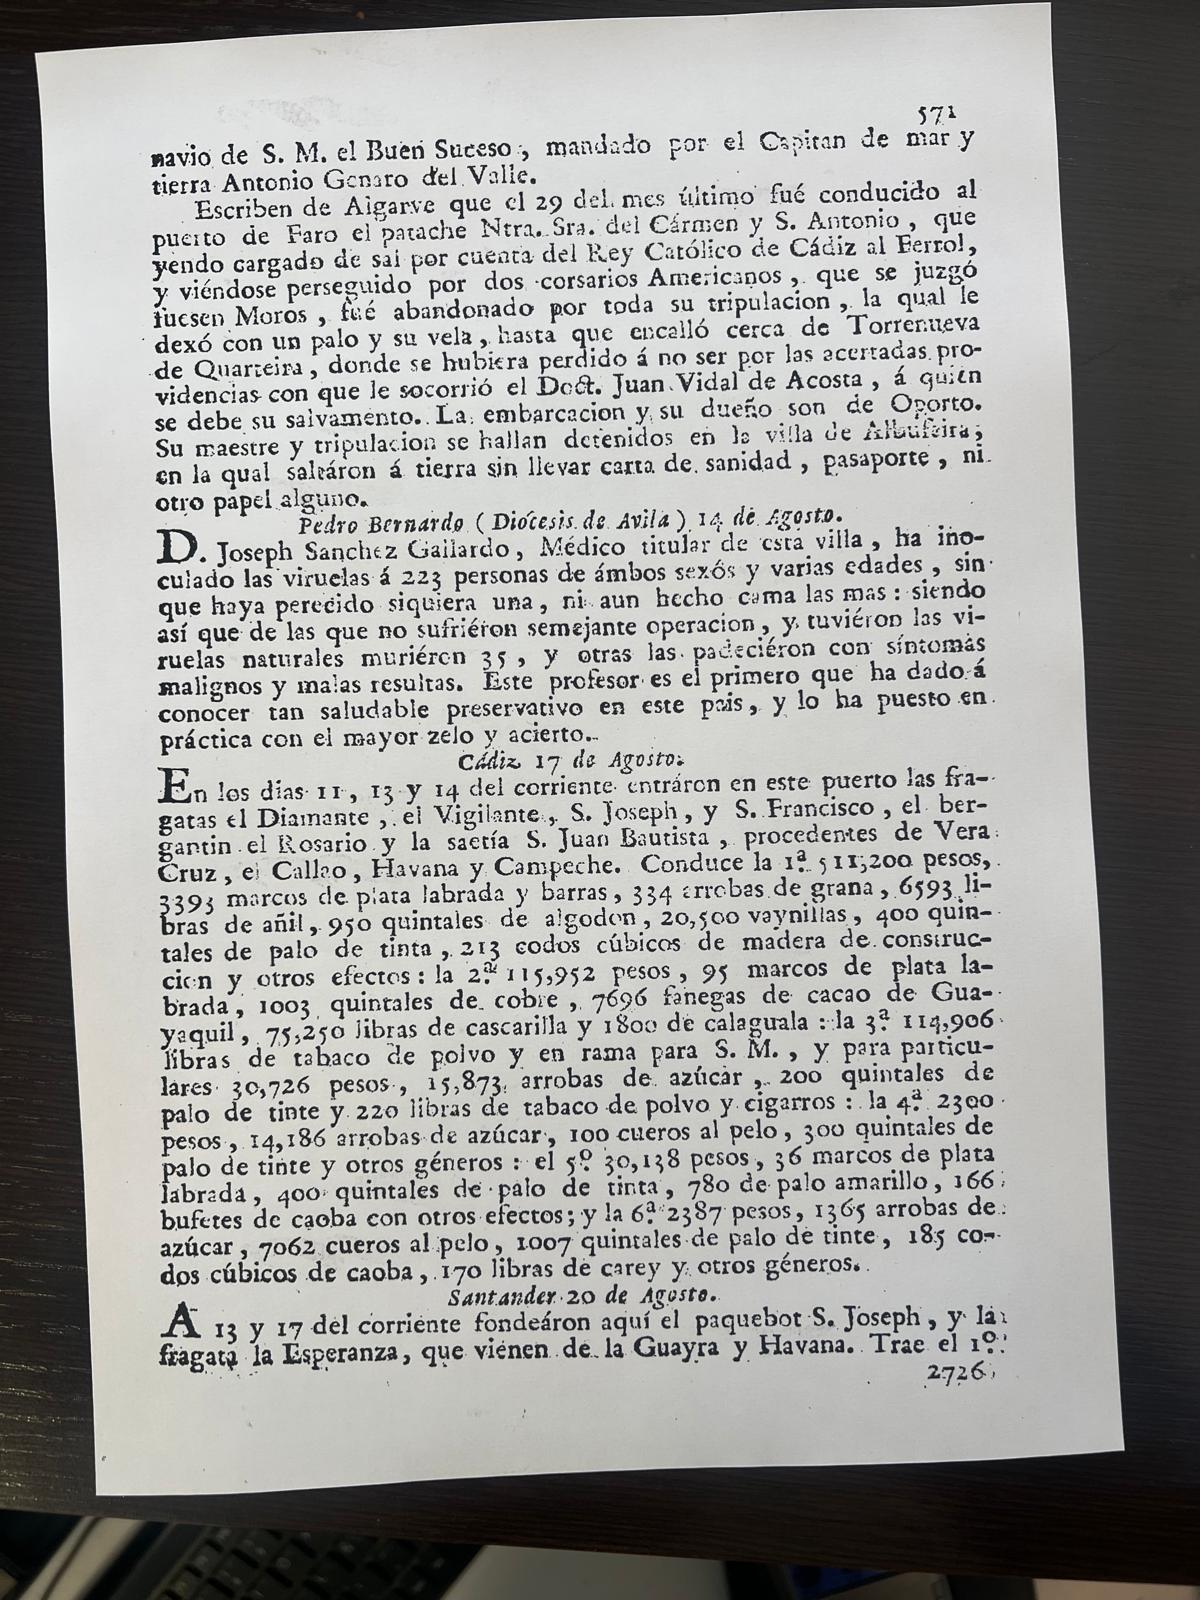 571
navio de S. M. el Buen Suceso, mandado por el Capitan de mar y
tierra Antonio Genaro del Valle.
Escriben de Algarve que el 29 del mes último fué conducido al
puerto de Faro el patache Ntra. Sra. del Cármen y S. Antonio, que
yendo cargado de sal por cuenta del Rey Católico de Cádiz al Ferrol,
y viéndose perseguido por dos corsarios Americanos, que se juzgó
fuesen Moros, fué abandonado por toda su tripulacion, la qual le
dexó con un palo y su vela, hasta que encalló cerca de Torrenueva
de Quarteira, donde se hubiera perdido á no ser por las acertadas pro-
videncias con que le socorrió el Doct. Juan Vidal de Acosta, á quien
se debe su salvamento. La embarcacion y su dueño son de Oporto.
Su maestre y tripulacion se hallan detenidos en la villa de Albufeira;
en la qual saltáron á tierra sin llevar carta de sanidad, pasaporte, ni
otro papel alguno.
Pedro Bernardo (Diócesis de Avila) 14 de Agosto.
D. Joseph Sanchez Gallardo, Médico titular de esta villa, ha ino-
culado las viruelas á 223 personas de ámbos sexôs y varias edades, sin
que haya perecido siquiera una, ni aun hecho cama las mas: siendo
así que de las que no sufriéron semejante operacion, y tuviéron las vi-
ruelas naturales muriéron 35, y otras las padeciéron con síntomas
malignos y malas resultas. Este profesor es el primero que ha dado á
conocer tan saludable preservativo en este pais, y lo ha puesto en
práctica con el mayor zelo y acierto.
Cádiz 17 de Agosto.
En los dias 11, 13 y 14 del corriente entráron en este puerto las fra-
gatas el Diamante, el Vigilante, S. Joseph, y S. Francisco, el ber-
gantin el Rosario y la saetía S. Juan Bautista, procedentes de Vera
Cruz, el Callao, Havana y Campeche. Conduce la 1ª 511,200 pesos,
3393 marcos de plata labrada y barras, 334 arrobas de grana, 6593 li-
bras de añil, 950 quintales de algodon, 20,500 vaynillas, 400 quin-
tales de palo de tinta, 213 codos cúbicos de madera de construc-
cion y otros efectos: la 2ª 115,952 pesos, 95 marcos de plata la-
brada, 1003 quintales de cobre, 7696 fanegas de cacao de Gua-
yaquil, 75,250 libras de cascarilla y 1800 de calaguala: la 3ª 114,906
libras de tabaco de polvo y en rama para S. M., y para particu-
lares 30,726 pesos, 15,873 arrobas de azúcar, 200 quintales de
palo de tinte y 220 libras de tabaco de polvo y cigarros: la 4ª 2300
pesos, 14,186 arrobas de azúcar, 100 cueros al pelo, 300 quintales de
palo de tinte y otros géneros: el 5º 30,138 pesos, 36 marcos de plata
labrada, 400 quintales de palo de tinta, 780 de palo amarillo, 166
bufetes de caoba con otros efectos; y la 6ª 2387 pesos, 1365 arrobas de
azúcar, 7062 cueros al pelo, 1007 quintales de palo de tinte, 185 co-
dos cúbicos de caoba, 170 libras de carey y otros géneros.
Santander 20 de Agosto.
A 13 y 17 del corriente fondeáron aquí el paquebot S. Joseph, y la
fragata la Esperanza, que vienen de la Guayra y Havana. Trae el 1º
2726